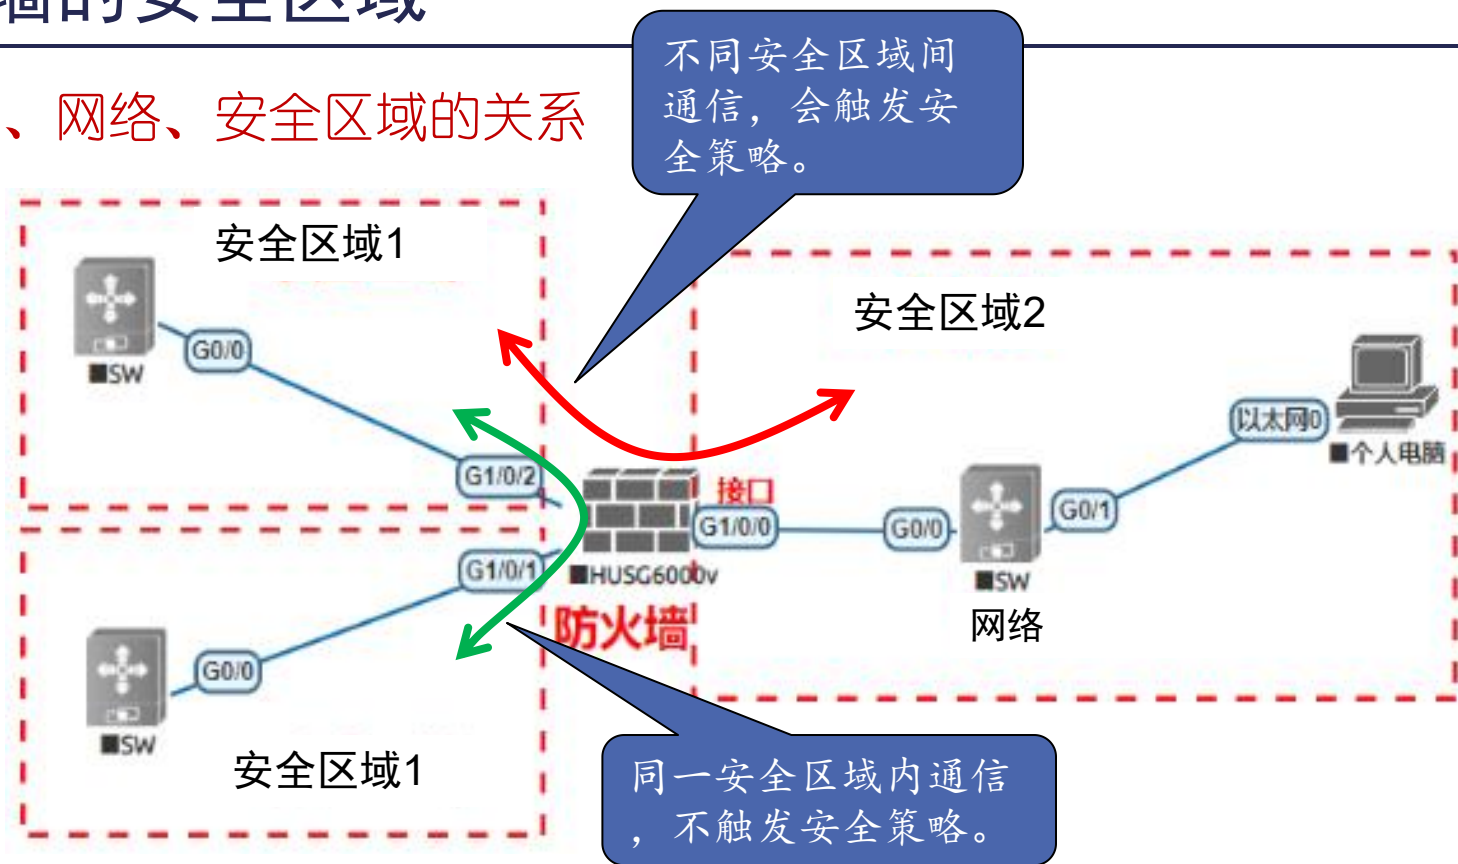 墙的安全区域
、网络、安全区域的关系
不同安全区域间
通信，会触发安
全策略。
安全区域1
G0/0
■SW
G1/0/2
安全区域2
以太网0
■个人电脑
接口
G1/0/0
G0/0
G0/1
■SW
网络
■HUSG6000v
防火墙
G1/0/1
G0/0
■SW
安全区域1
同一安全区域内通信
，不触发安全策略。